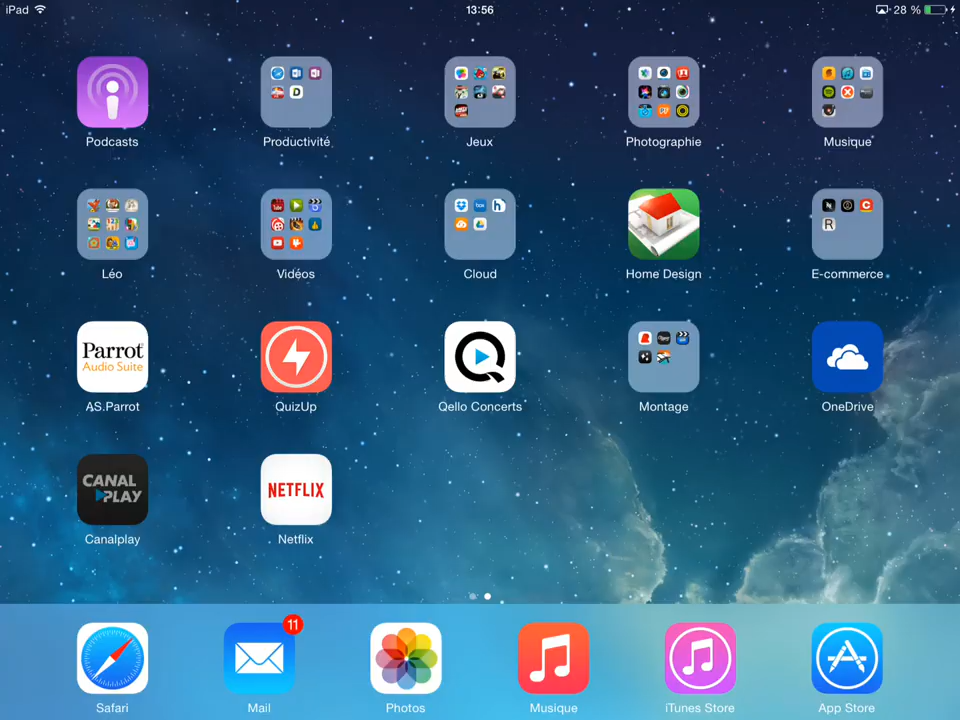 iPad 13:56 28 %
Podcasts Productivité Jeux Photographie Musique
Léo Vidéos Cloud Home Design E-commerce
Parrot
Audio Suite
AS.Parrot QuizUp Qello Concerts Montage OneDrive
CANAL
PLAY
NETFLIX
Canalplay Netflix
11
Safari Mail Photos Musique iTunes Store App Store